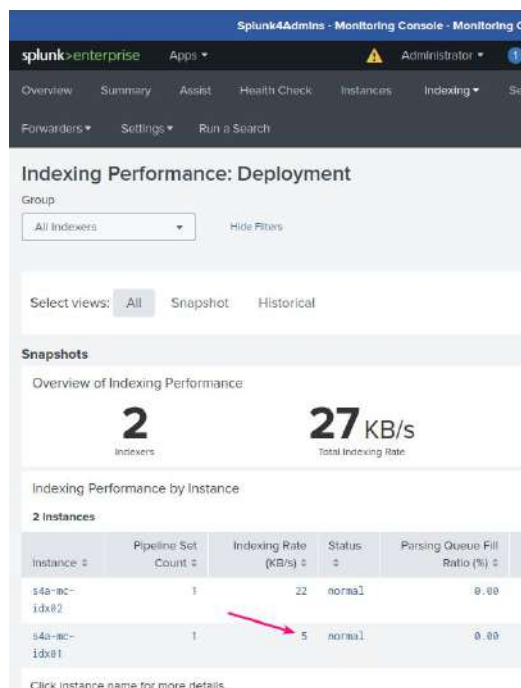 Splunk4Admins - Monitoring Console - Monitoring
splunk>enterprise Apps Administrator
Overview Summary Assist Health Check Instances Indexing
Forwarders Settings Run a Search
Indexing Performance: Deployment
Group
All Indexers Hide Filters
Select views: All Snapshot Historical
Snapshots
Overview of Indexing Performance
2 27 KB/s
Indexers Total Indexing Rate
Indexing Performance by Instance
2 Instances
Pipeline Set Indexing Rate Status Parsing Queue Fill
Instance Count (KB/s) Ratio (%)
s4a-mc- 1 22 normal 0.00
idx02
s4a-mc- 1 5 normal 0.00
idx01
Click instance name for more details.